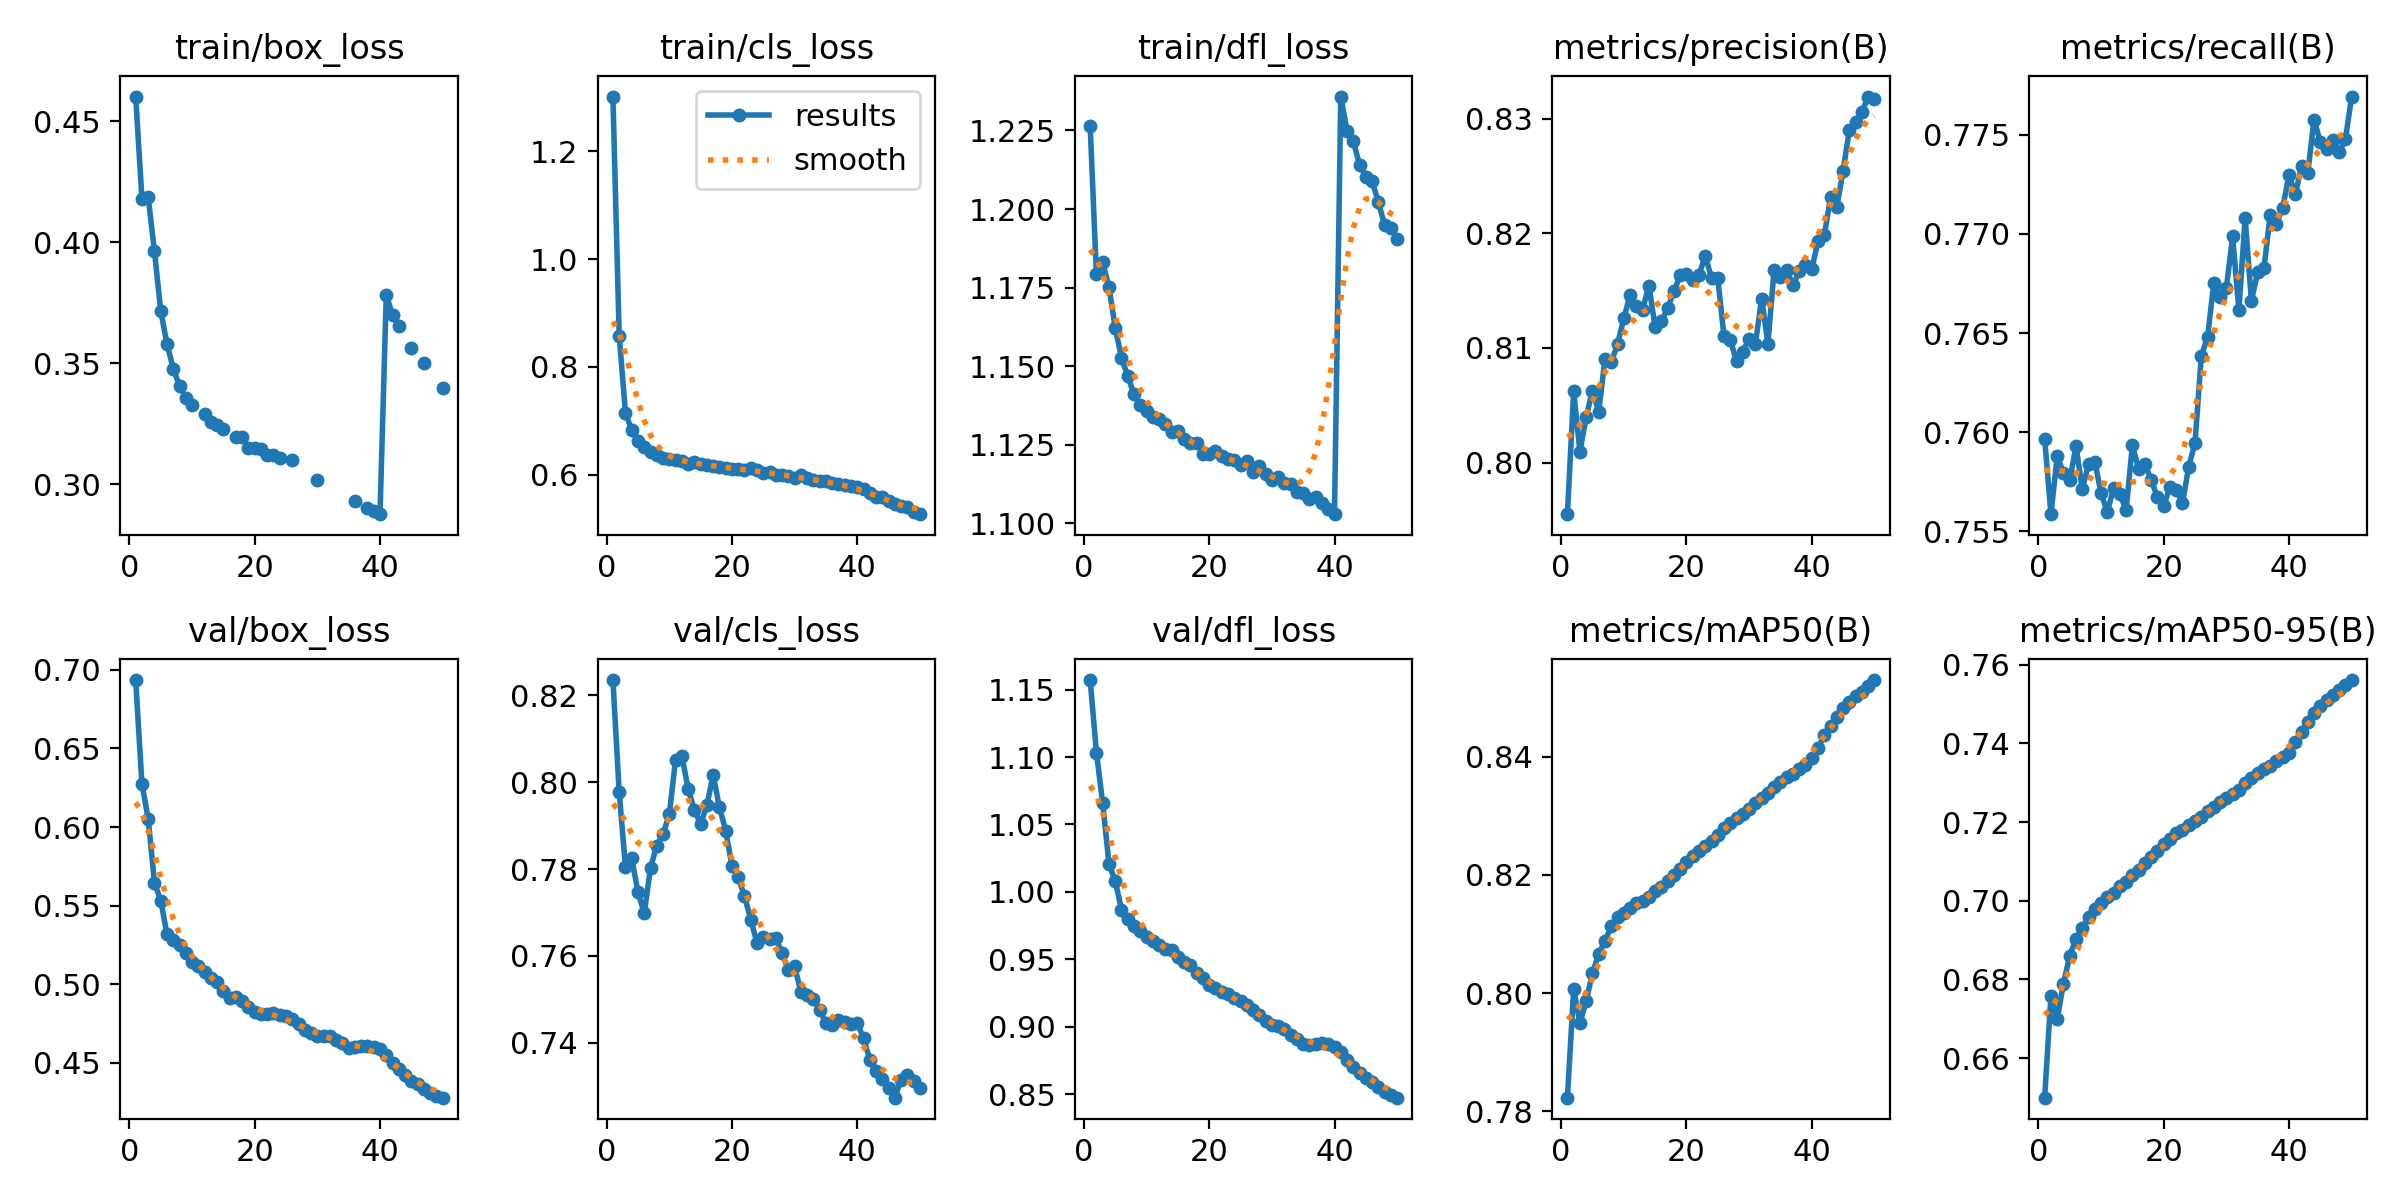 train/box_loss
train/cls_loss
train/dfl_loss
metrics/precision(B)
metrics/recall(B)
0.45
0.40
0.35
0.30
0 20 40
1.2
1.0
0.8
0.6
0 20 40
results
smooth
1.225
1.200
1.175
1.150
1.125
1.100
0 20 40
0.83
0.82
0.81
0.80
0 20 40
0.775
0.770
0.765
0.760
0.755
0 20 40
val/box_loss
val/cls_loss
val/dfl_loss
metrics/mAP50(B)
metrics/mAP50-95(B)
0.70
0.65
0.60
0.55
0.50
0.45
0 20 40
0.82
0.80
0.78
0.76
0.74
0 20 40
1.15
1.10
1.05
1.00
0.95
0.90
0.85
0 20 40
0.84
0.82
0.80
0.78
0 20 40
0.76
0.74
0.72
0.70
0.68
0.66
0 20 40